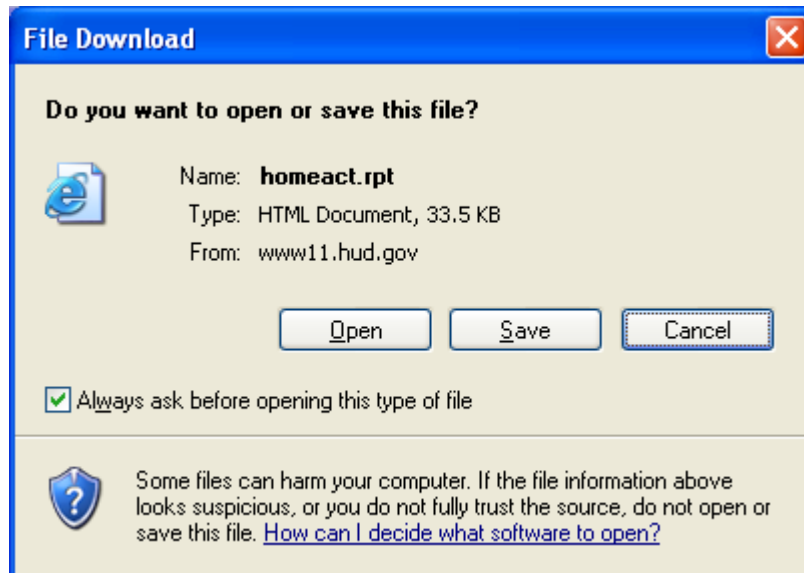 File Download
Do you want to open or save this file?
Name: homeact.rpt
Type: HTML Document, 33.5 KB
From: www11.hud.gov
Open Save Cancel
Always ask before opening this type of file
Some files can harm your computer. If the file information above
looks suspicious, or you do not fully trust the source, do not open or
save this file. How can I decide what software to open?